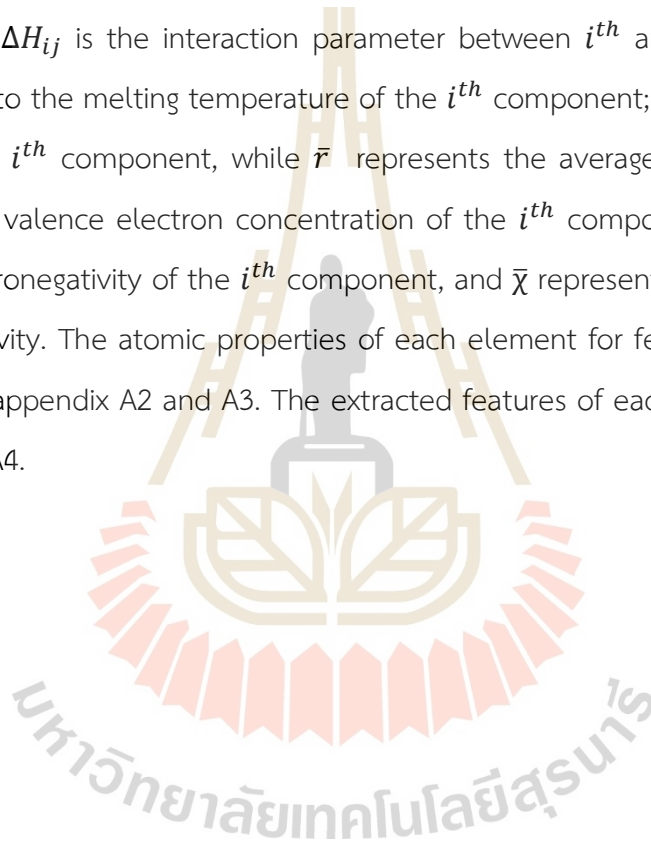 ΔH_{ij} is the interaction parameter between i^{th} a
to the melting temperature of the i^{th} component;
i^{th} component, while r̄ represents the average
valence electron concentration of the i^{th} compo
ronegativity of the i^{th} component, and χ̄ represent
vity. The atomic properties of each element for fe
appendix A2 and A3. The extracted features of eac
A4.
มหาวิทยาลัยเทคโนโลยีสุรนารี